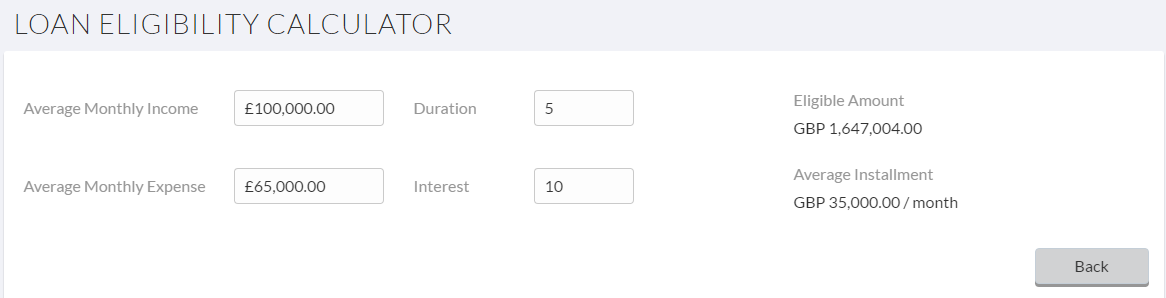 LOAN ELIGIBILITY CALCULATOR
Average Monthly Income £100,000.00 Duration 5
Eligible Amount
GBP 1,647,004.00
Average Monthly Expense £65,000.00 Interest 10
Average Installment
GBP 35,000.00 / month
Back